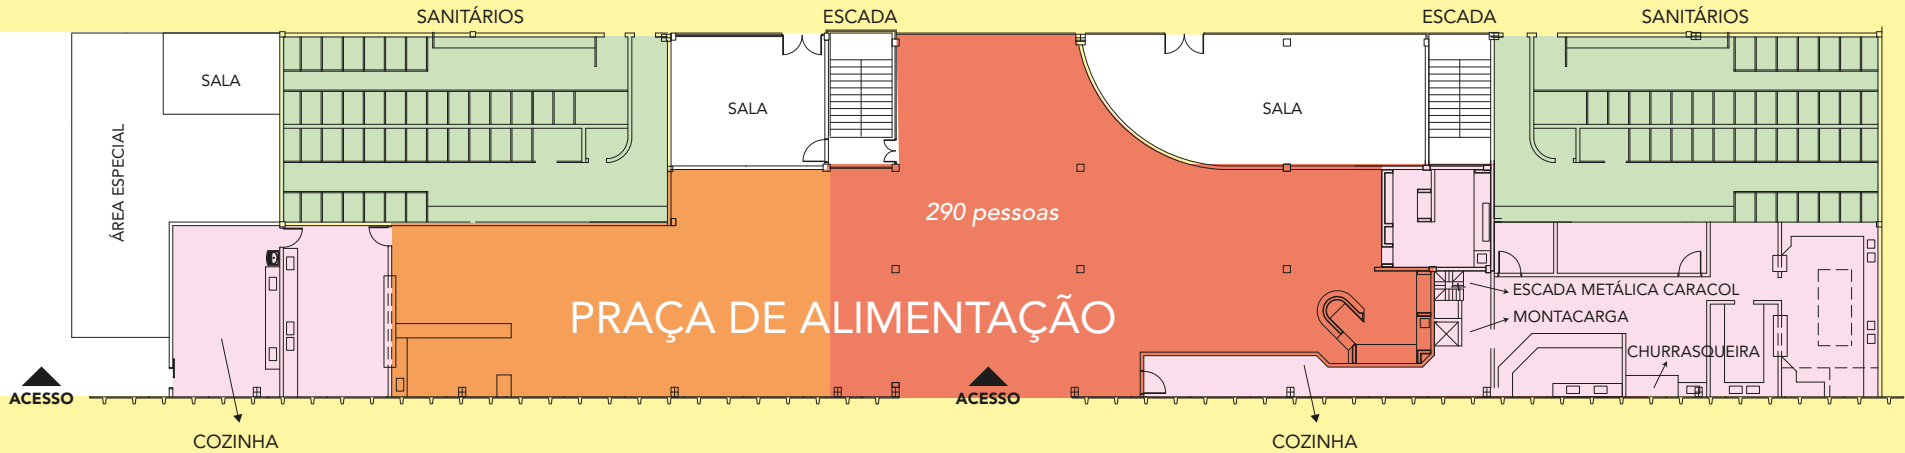 SANITÁRIOS
ESCADA
ESCADA
SANITÁRIOS
SALA
SALA
SALA
ÁREA ESPECIAL
290 pessoas
PRAÇA DE ALIMENTAÇÃO
ESCADA METÁLICA CARACOL
MONTACARGA
CHURRASQUEIRA
ACESSO
ACESSO
COZINHA
COZINHA